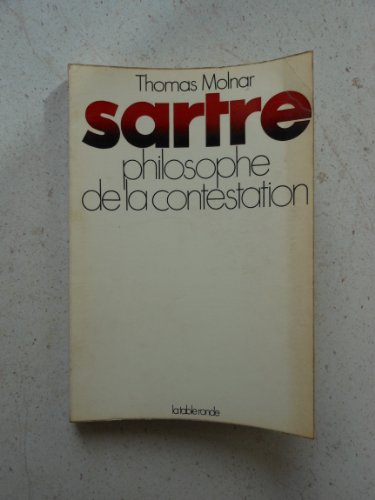 Thomas Molnar
sartre
philosophe
de la contestation
la table ronde